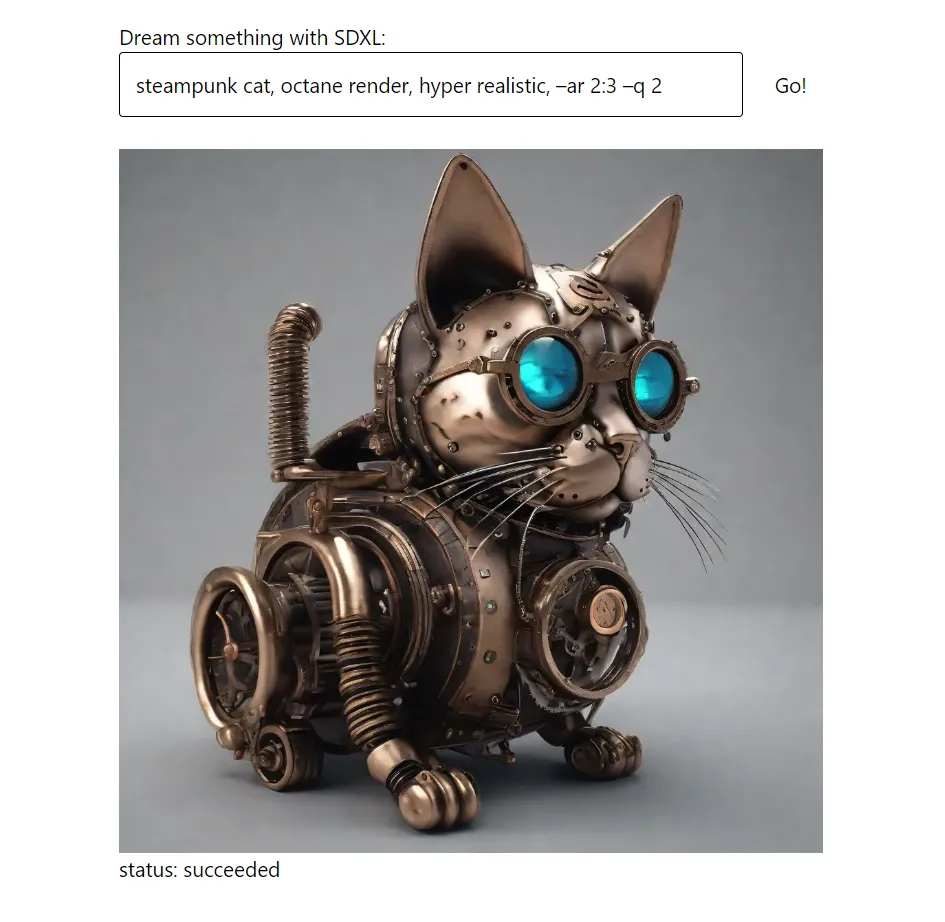 Dream something with SDXL:
steampunk cat, octane render, hyper realistic, –ar 2:3 –q 2
Go!
status: succeeded